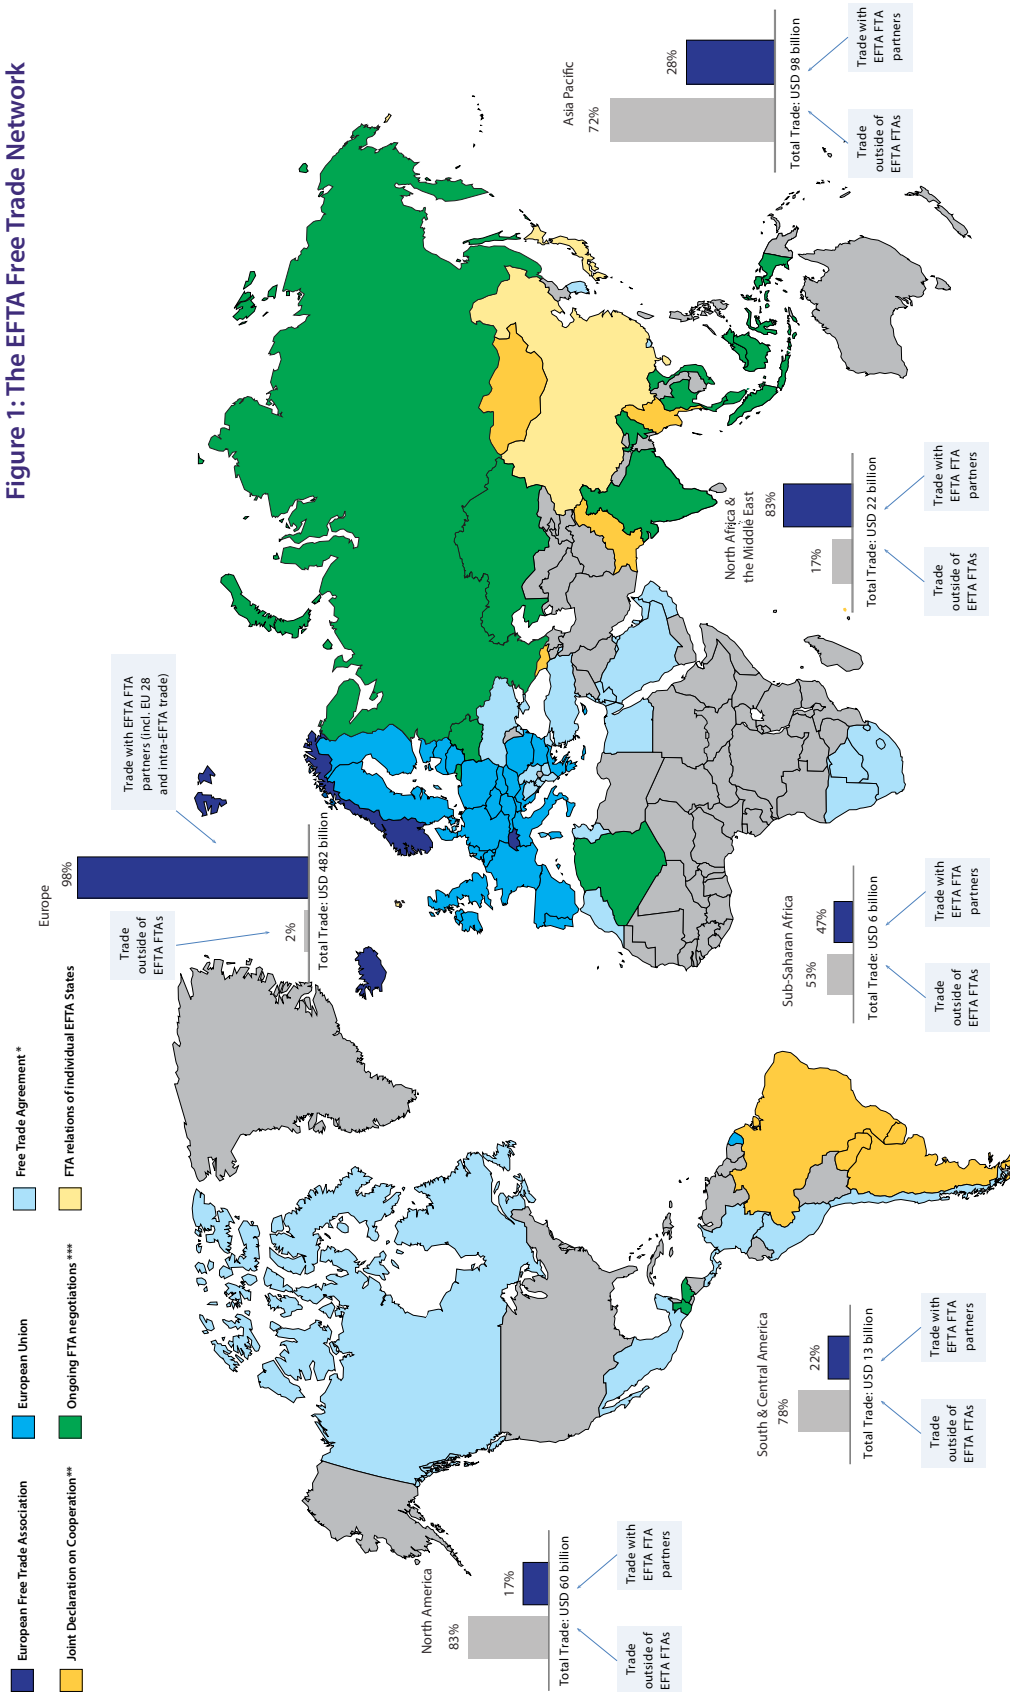 Figure 1: The EFTA Free Trade Network
European Free Trade Association
European Union
Free Trade Agreement *
Joint Declaration on Cooperation**
Ongoing FTA negotiations ***
FTA relations of individual EFTA States
Europe
98%
2%
Total Trade: USD 482 billion
Trade
outside of
EFTA FTAs
Trade with EFTA FTA
partners (incl. EU 28
and intra-EFTA trade)
North America
83%
17%
Total Trade: USD 60 billion
Trade
outside of
EFTA FTAs
Trade with
EFTA FTA
partners
South & Central America
78%
22%
Total Trade: USD 13 billion
Trade
outside of
EFTA FTAs
Trade with
EFTA FTA
partners
Sub-Saharan Africa
53%
47%
Total Trade: USD 6 billion
Trade
outside of
EFTA FTAs
Trade with
EFTA FTA
partners
North Africa &
the Middle East
17%
83%
Total Trade: USD 22 billion
Trade
outside of
EFTA FTAs
Trade with
EFTA FTA
partners
Asia Pacific
72%
28%
Total Trade: USD 98 billion
Trade
outside of
EFTA FTAs
Trade with
EFTA FTA
partners